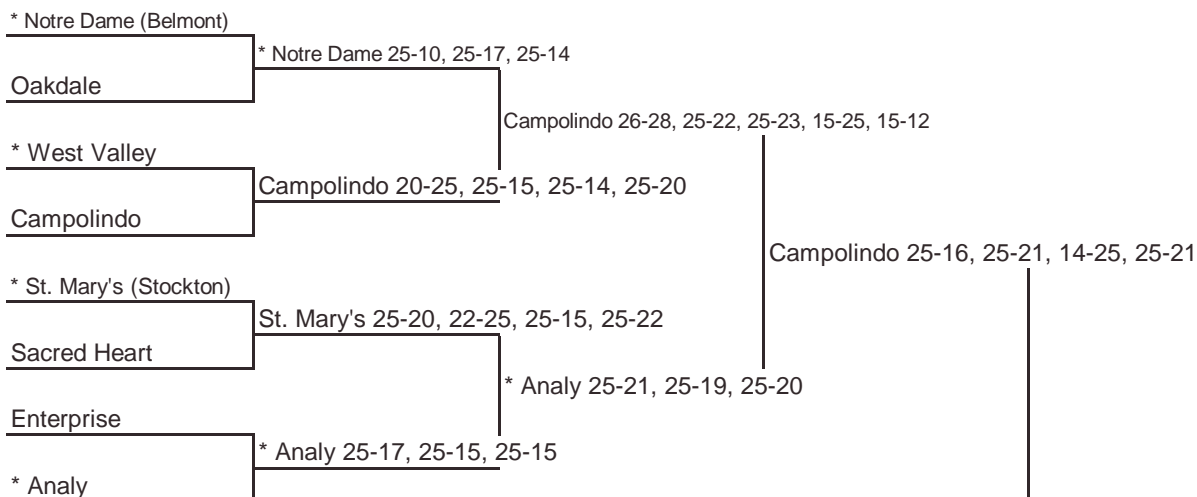 * Notre Dame (Belmont)
* Notre Dame 25-10, 25-17, 25-14
Oakdale
Campolindo 26-28, 25-22, 25-23, 15-25, 15-12
* West Valley
Campolindo 20-25, 25-15, 25-14, 25-20
Campolindo
Campolindo 25-16, 25-21, 14-25, 25-21
* St. Mary's (Stockton)
St. Mary's 25-20, 22-25, 25-15, 25-22
Sacred Heart
* Analy 25-21, 25-19, 25-20
Enterprise
* Analy 25-17, 25-15, 25-15
* Analy